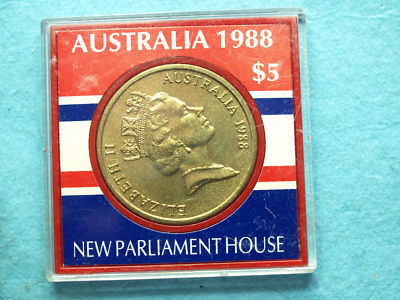 AUSTRALIA 1988
$5
ELIZABETH II
AUSTRALIA 1988
NEW PARLIAMENT HOUSE